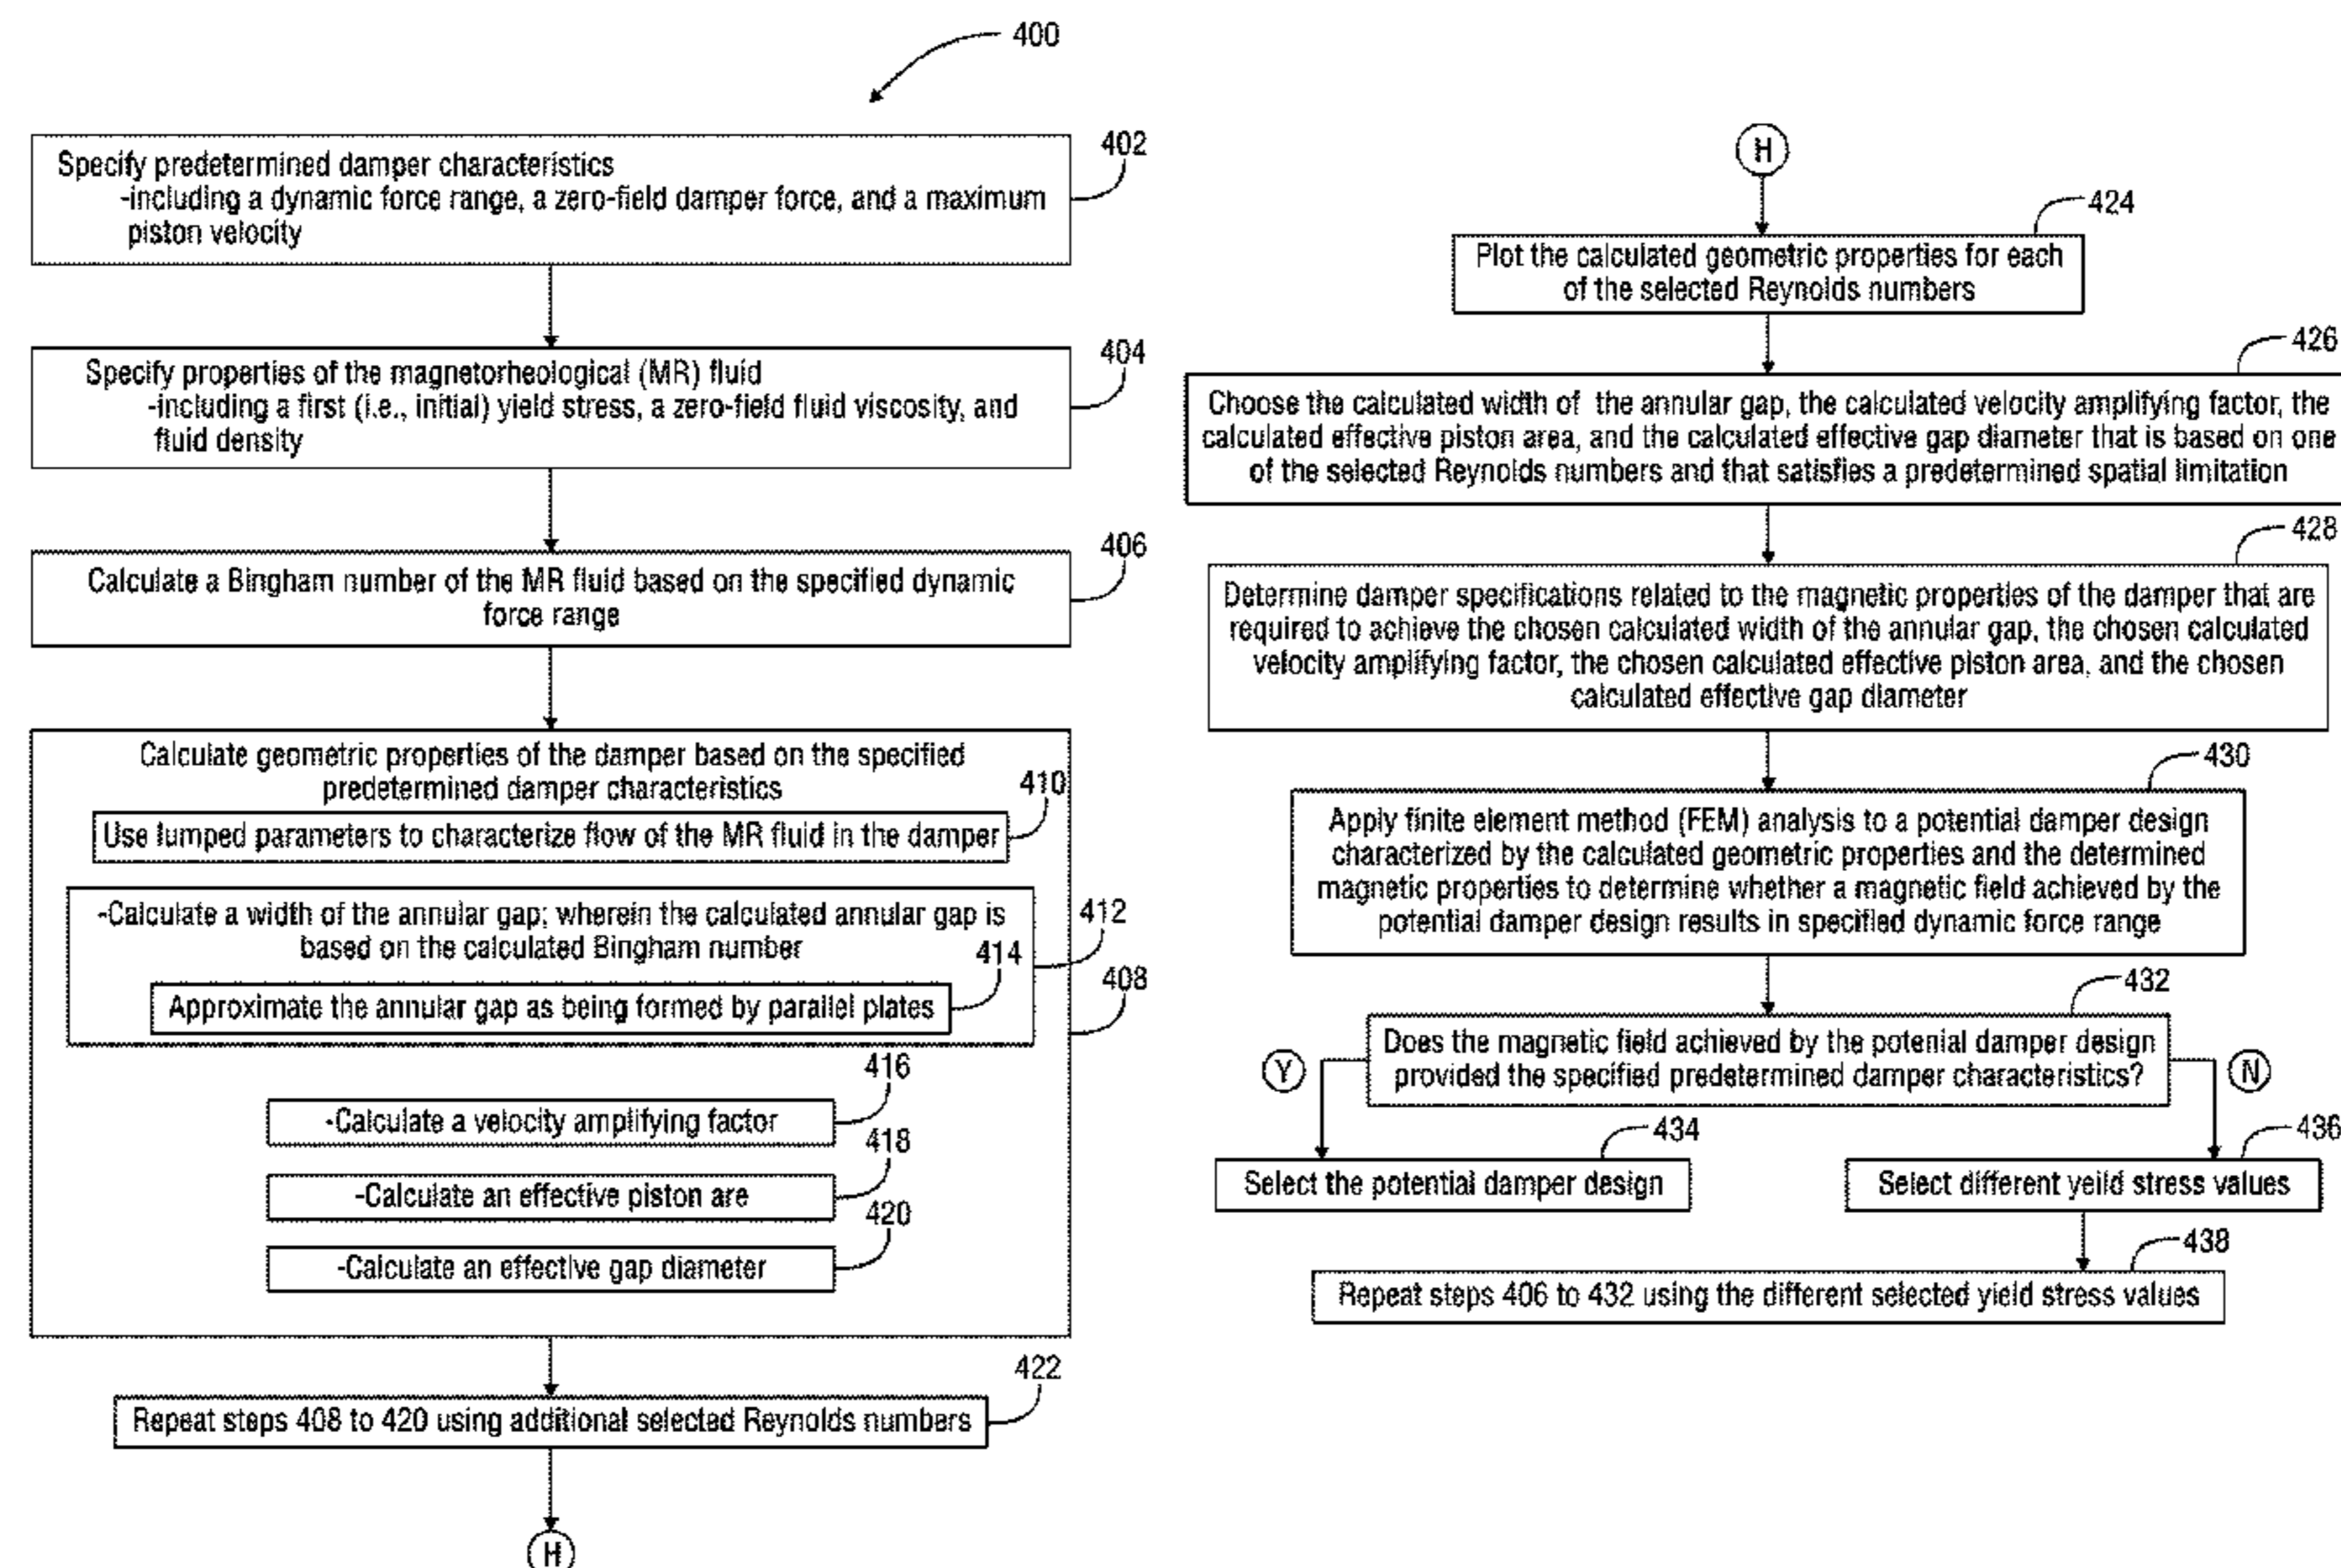 400
402
Specify predetermined damper characteristics
-including a dynamic force range, a zero-field damper force, and a maximum
piston velocity
404
Specify properties of the magnetorheological (MR) fluid
-including a first (i.e., initial) yield stress, a zero-field fluid viscosity, and
fluid density
406
Calculate a Bingham number of the MR fluid based on the specified dynamic
force range
Calculate geometric properties of the damper based on the specified
predetermined damper characteristics
410
Use lumped parameters to characterize flow of the MR fluid in the damper
-Calculate a width of the annular gap; wherein the calculated annular gap is
based on the calculated Bingham number
412
414
Approximate the annular gap as being formed by parallel plates
408
416
-Calculate a velocity amplifying factor
418
-Calculate an effective piston are
420
-Calculate an effective gap diameter
422
Repeat steps 408 to 420 using additional selected Reynolds numbers
H
H
424
Plot the calculated geometric properties for each
of the selected Reynolds numbers
426
Choose the calculated width of the annular gap, the calculated velocity amplifying factor, the
calculated effective piston area, and the calculated effective gap diameter that is based on one
of the selected Reynolds numbers and that satisfies a predetermined spatial limitation
428
Determine damper specifications related to the magnetic properties of the damper that are
required to achieve the chosen calculated width of the annular gap, the chosen calculated
velocity amplifying factor, the chosen calculated effective piston area, and the chosen
calculated effective gap diameter
430
Apply finite element method (FEM) analysis to a potential damper design
characterized by the calculated geometric properties and the determined
magnetic properties to determine whether a magnetic field achieved by the
potential damper design results in specified dynamic force range
432
Does the magnetic field achieved by the potenial damper design
provided the specified predetermined damper characteristics?
Y
N
434
Select the potential damper design
436
Select different yeild stress values
438
Repeat steps 406 to 432 using the different selected yield stress values